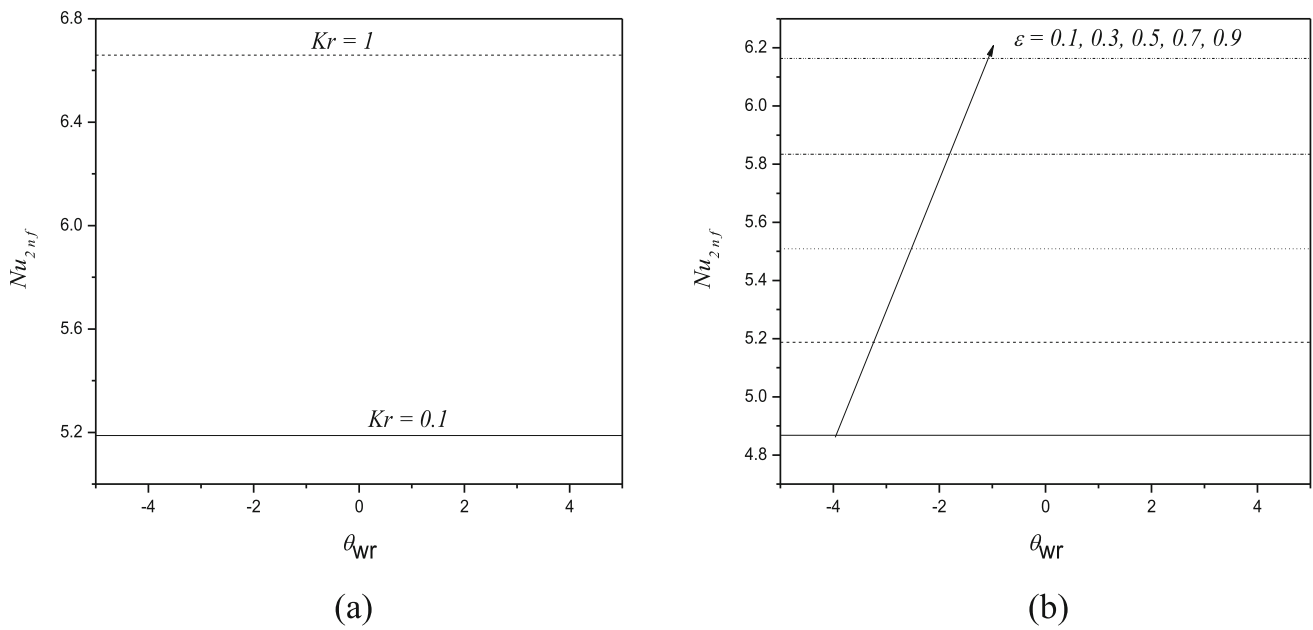 6.8
6.4
6.0
5.6
5.2
Nu2nf
Kr = 1
Kr = 0.1
-4 -2 0 2 4
θwr
(a)
6.2
6.0
5.8
5.6
5.4
5.2
5.0
4.8
Nu2nf
ε = 0.1, 0.3, 0.5, 0.7, 0.9
-4 -2 0 2 4
θwr
(b)